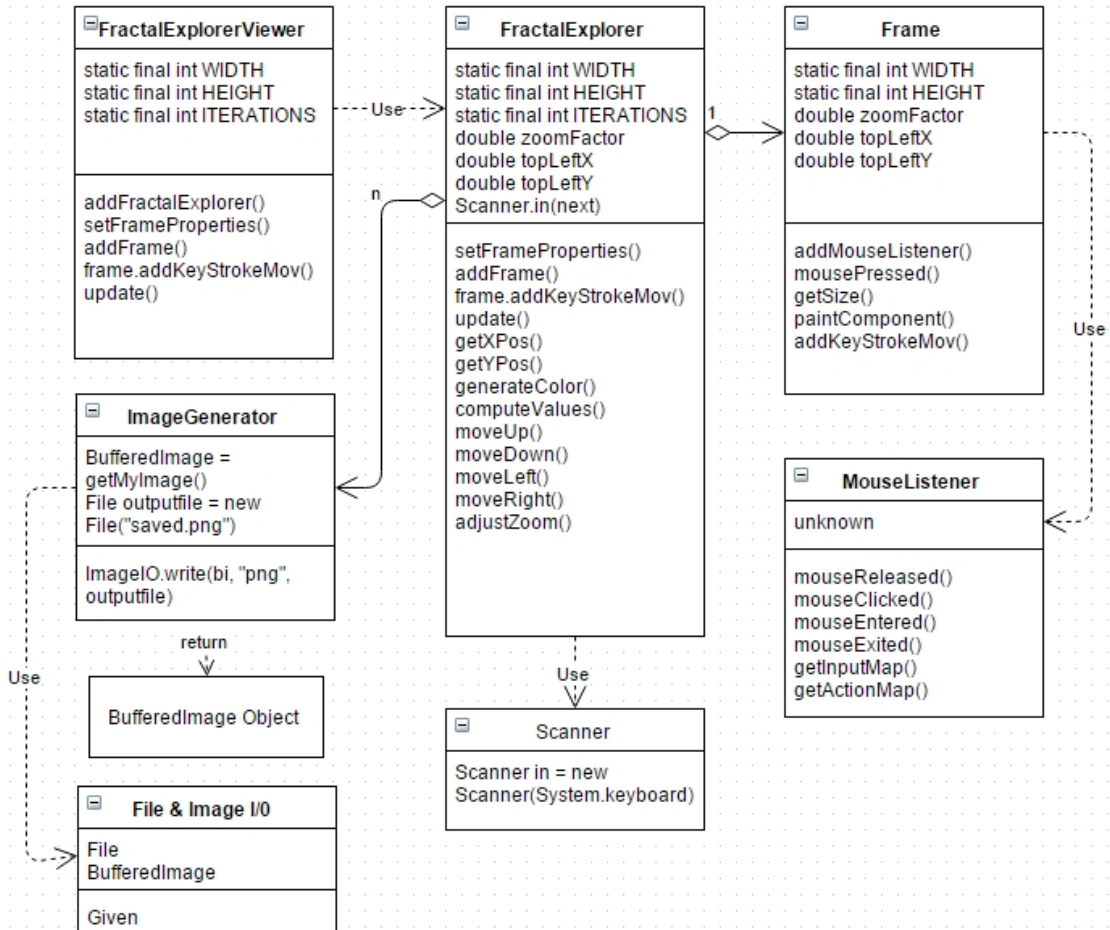 FractalExplorerViewer
static final int WIDTH
static final int HEIGHT
static final int ITERATIONS
addFractalExplorer()
setFrameProperties()
addFrame()
frame.addKeyStrokeMov()
update()
Use
FractalExplorer
static final int WIDTH
static final int HEIGHT
static final int ITERATIONS
double zoomFactor
double topLeftX
double topLeftY
Scanner.in(next)
setFrameProperties()
addFrame()
frame.addKeyStrokeMov()
update()
getXPos()
getYPos()
generateColor()
computeValues()
moveUp()
moveDown()
moveLeft()
moveRight()
adjustZoom()
1
n
Frame
static final int WIDTH
static final int HEIGHT
double zoomFactor
double topLeftX
double topLeftY
addMouseListener()
mousePressed()
getSize()
paintComponent()
addKeyStrokeMov()
Use
ImageGenerator
BufferedImage =
getMyImage()
File outputfile = new
File("saved.png")
ImageIO.write(bi, "png",
outputfile)
return
BufferedImage Object
Use
File & Image I/0
File
BufferedImage
Given
Use
Scanner
Scanner in = new
Scanner(System.keyboard)
MouseListener
unknown
mouseReleased()
mouseClicked()
mouseEntered()
mouseExited()
getInputMap()
getActionMap()